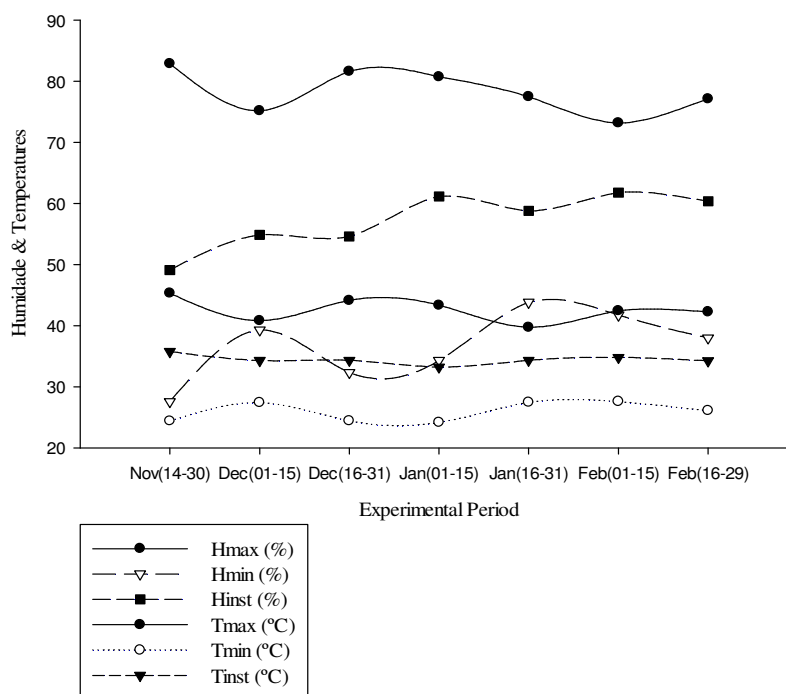 90
80
70
60
50
40
30
20
Humidade & Temperatures
Nov(14-30) Dec(01-15) Dec(16-31) Jan(01-15) Jan(16-31) Feb(01-15) Feb(16-29)
Experimental Period
Hmax (%)
Hmin (%)
Hinst (%)
Tmax (ºC)
Tmin (ºC)
Tinst (ºC)